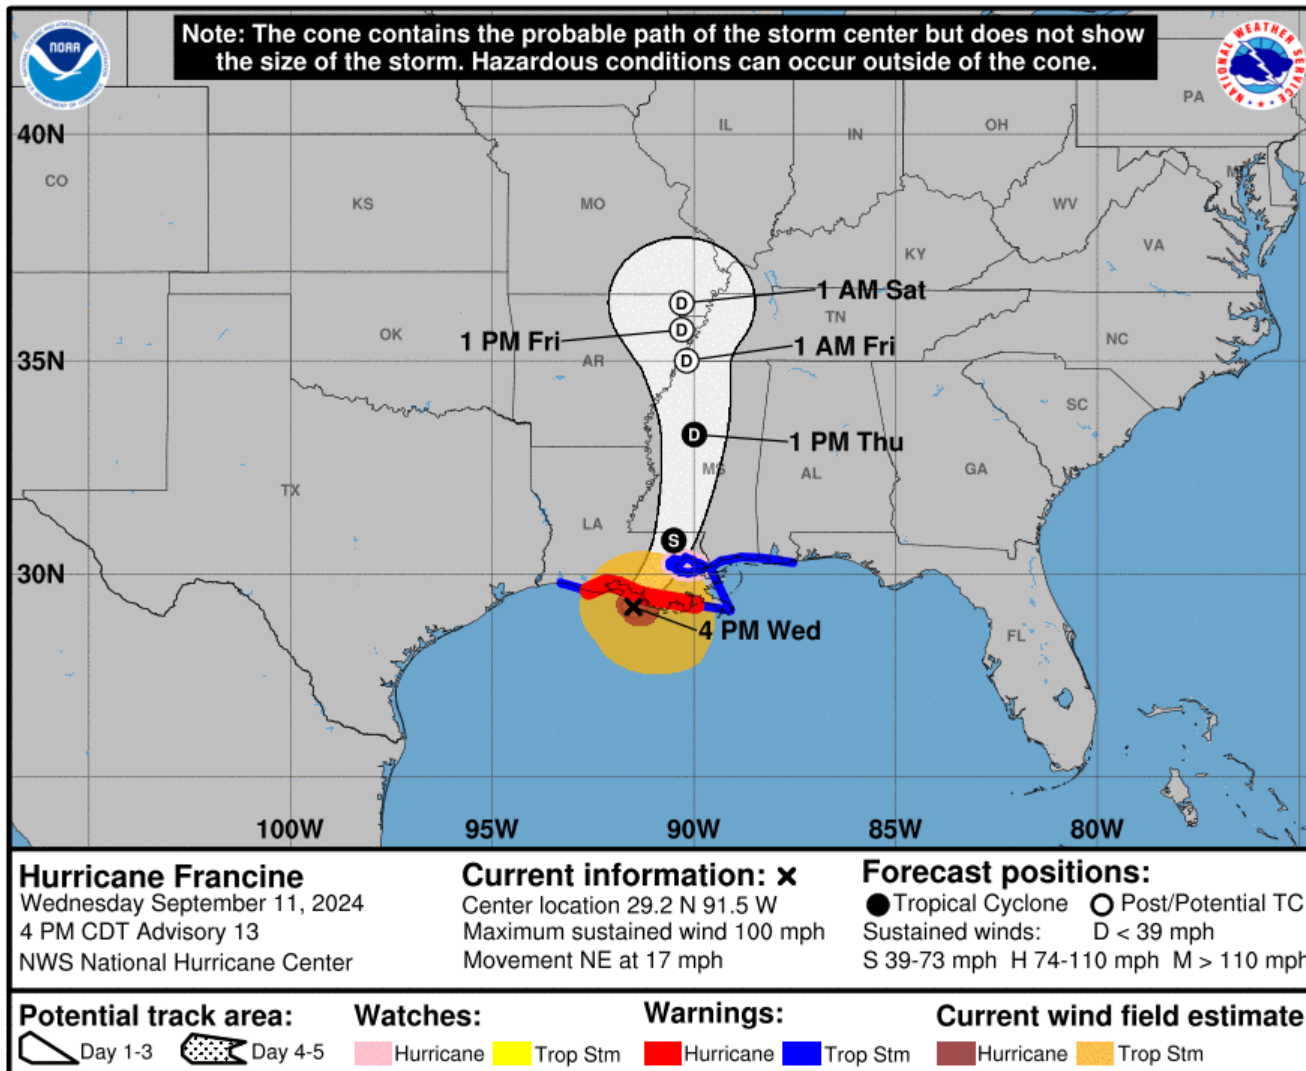 Note: The cone contains the probable path of the storm center but does not show
the size of the storm. Hazardous conditions can occur outside of the cone.
NOAA
NATIONAL WEATHER SERVICE
PA
40N
IL
IN
OH
CO
KS
MO
WV
VA
KY
1 AM Sat
D
TN
1 PM Fri
D
OK
NC
AR
1 AM Fri
35N
D
SC
1 PM Thu
D
MS
AL
GA
TX
LA
S
30N
4 PM Wed
FL
100W
95W
90W
85W
80W
Hurricane Francine
Wednesday September 11, 2024
4 PM CDT Advisory 13
NWS National Hurricane Center
Current information: ×
Center location 29.2 N 91.5 W
Maximum sustained wind 100 mph
Movement NE at 17 mph
Forecast positions:
Tropical Cyclone Post/Potential TC
Sustained winds: D < 39 mph
S 39-73 mph H 74-110 mph M > 110 mph
Potential track area:
Day 1-3 Day 4-5
Watches:
Hurricane Trop Stm
Warnings:
Hurricane Trop Stm
Current wind field estimate
Hurricane Trop Stm